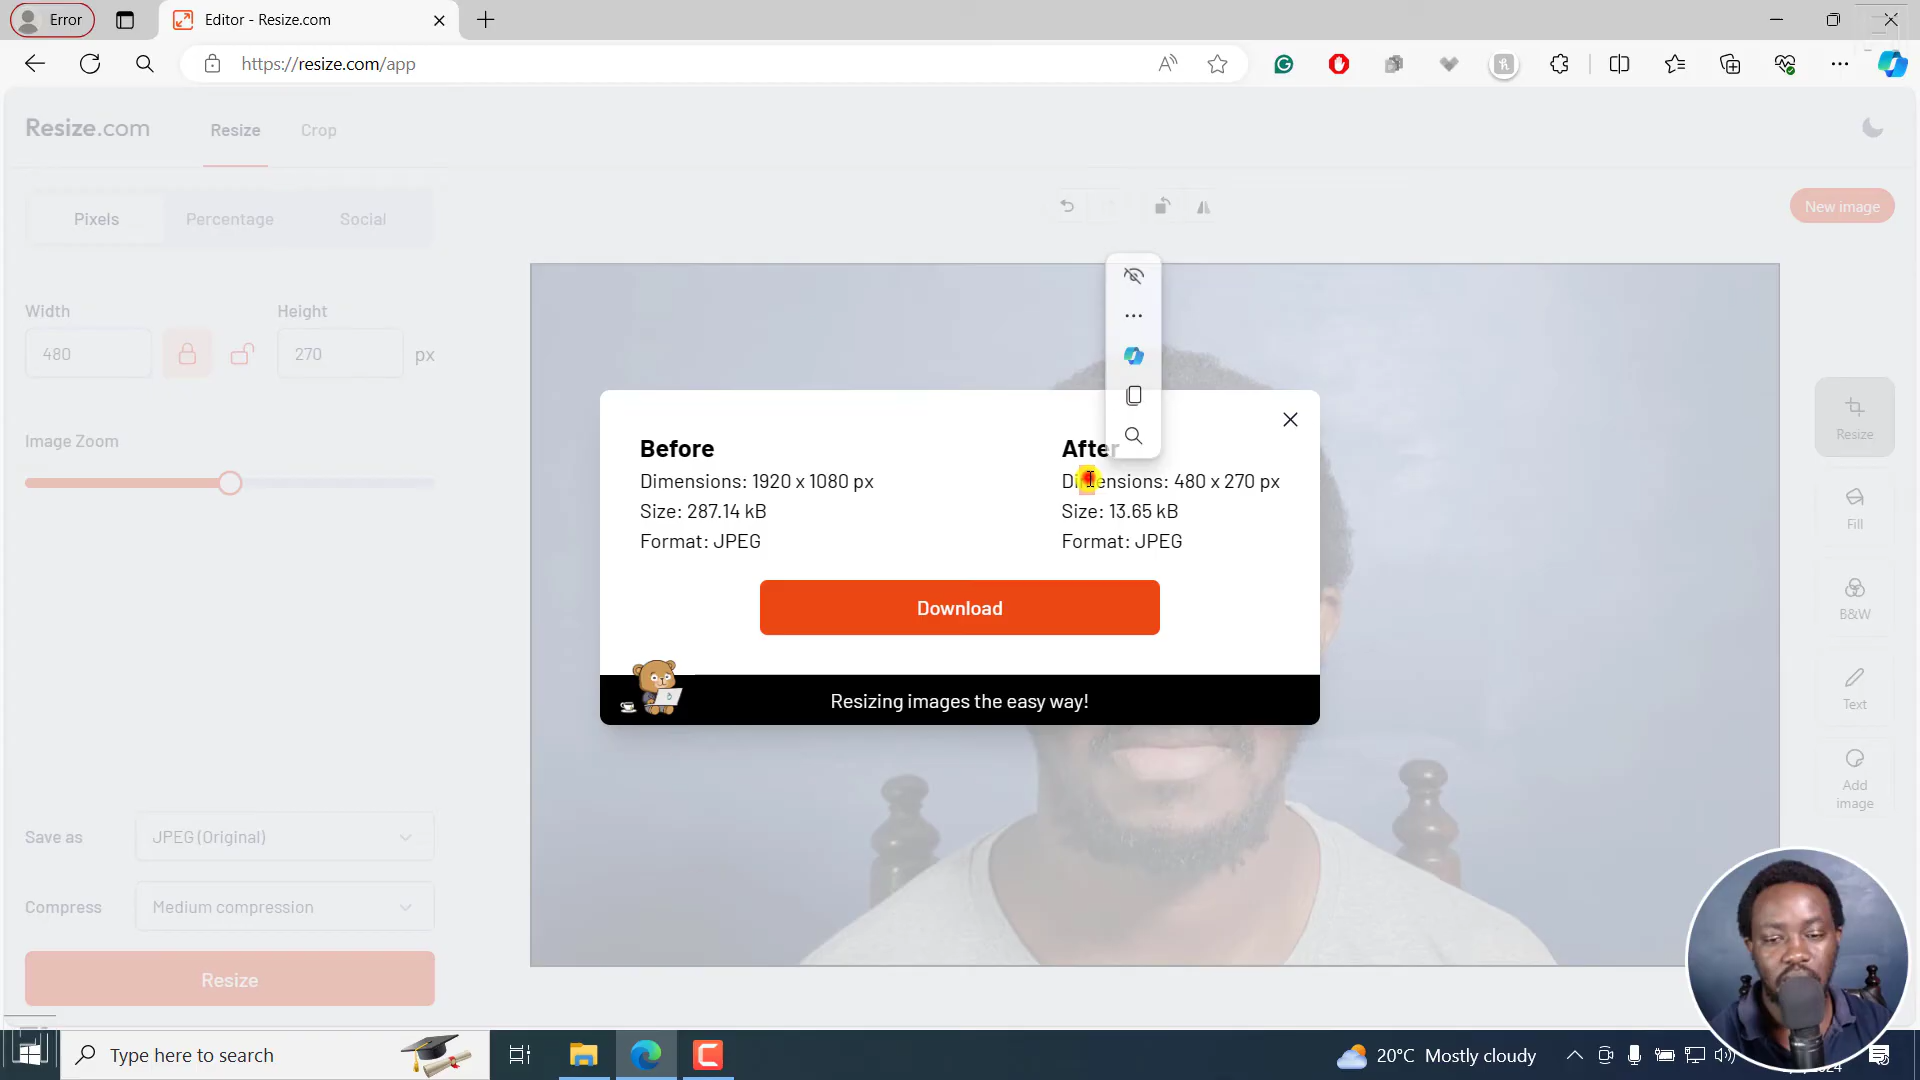 Error
Editor - Resize.com
https://resize.com/app
Resize.com
Resize
Crop
Pixels
Percentage
Social
New image
Width
Height
480
270
px
Image Zoom
Before
Dimensions: 1920 x 1080 px
Size: 287.14 kB
Format: JPEG
After
Dimensions: 480 x 270 px
Size: 13.65 kB
Format: JPEG
Download
Resizing images the easy way!
Resize
Fill
B&W
Text
Add
image
Save as
JPEG (Original)
Compress
Medium compression
Resize
Type here to search
20°C Mostly cloudy